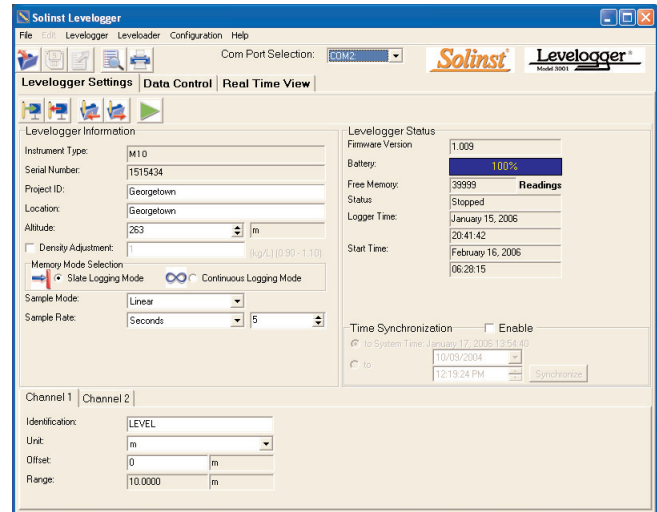 Solinst Levelogger
File Edit Levelogger Leveloader Configuration Help
Com Port Selection: COM2
Solinst
Levelogger
Model 3001
Levelogger Settings Data Control Real Time View
Levelogger Information
Instrument Type: M10
Serial Number: 1515434
Project ID: Georgetown
Location: Georgetown
Altitude: 263 m
Density Adjustment: 1 (kg/L) (0.90 - 1.10)
Memory Mode Selection
Slate Logging Mode Continuous Logging Mode
Sample Mode: Linear
Sample Rate: Seconds 5
Levelogger Status
Firmware Version 1.009
Battery: 100%
Free Memory: 39999 Readings
Status Stopped
Logger Time: January 15, 2006
20:41:42
Start Time: February 16, 2006
06:28:15
Time Synchronization Enable
to System Time: January 17, 2006 13:54:40
to 10/09/2004
12:19:24 PM Synchronize
Channel 1 Channel 2
Identification: LEVEL
Unit: m
Offset: 0 m
Range: 10.0000 m